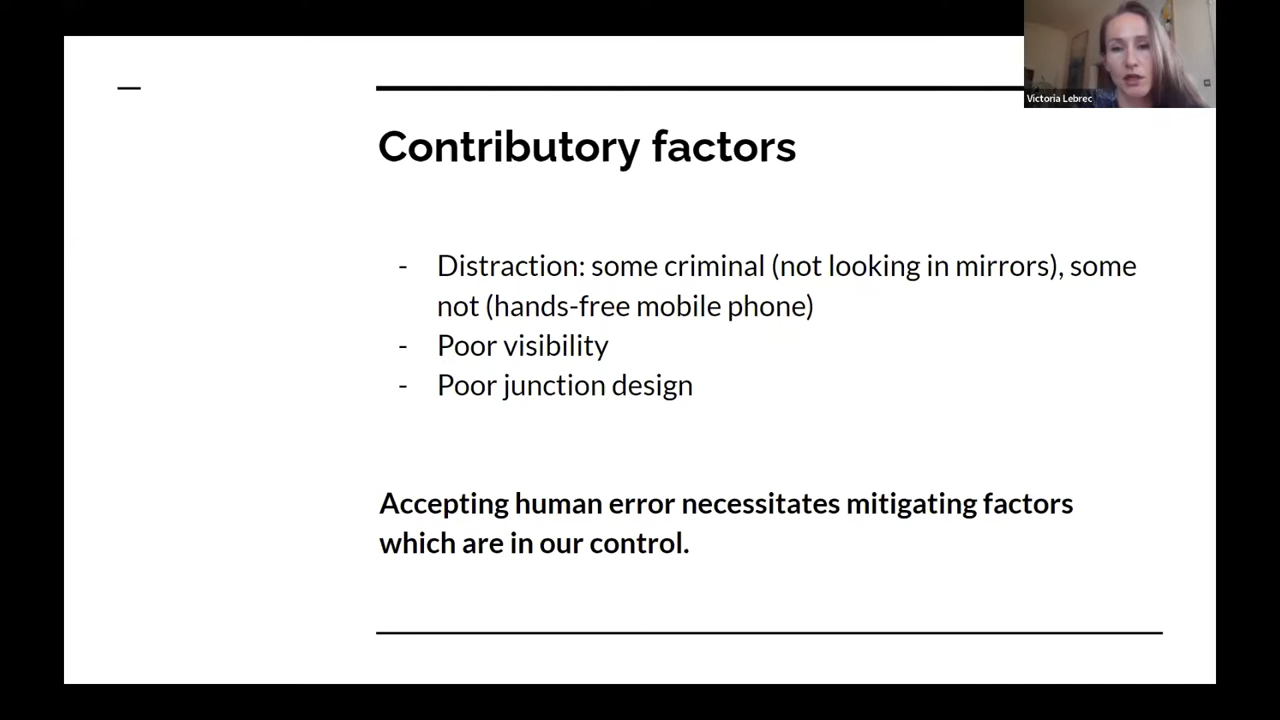 Victoria Lebrec
Contributory factors
- Distraction: some criminal (not looking in mirrors), some
not (hands-free mobile phone)
- Poor visibility
- Poor junction design
Accepting human error necessitates mitigating factors
which are in our control.